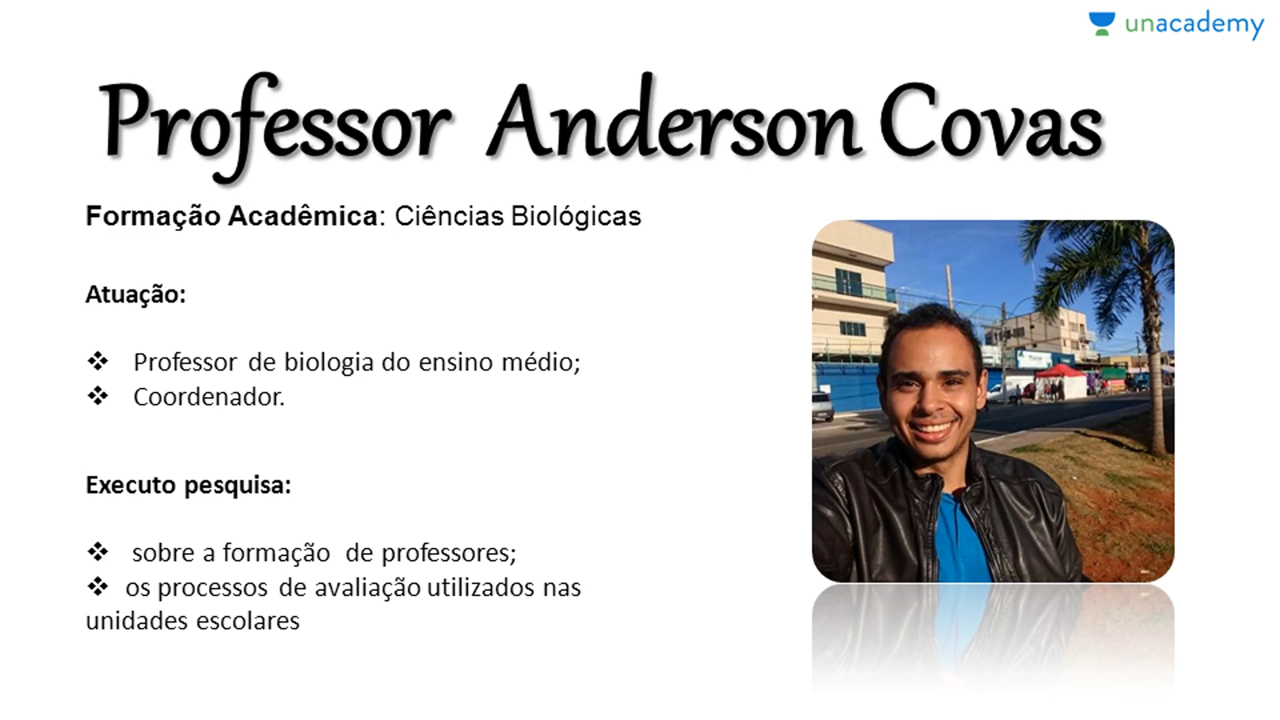 unacademy
Professor Anderson Covas
Formação Acadêmica: Ciências Biológicas
Atuação:
❖ Professor de biologia do ensino médio;
❖ Coordenador.
Executo pesquisa:
❖ sobre a formação de professores;
❖ os processos de avaliação utilizados nas
unidades escolares